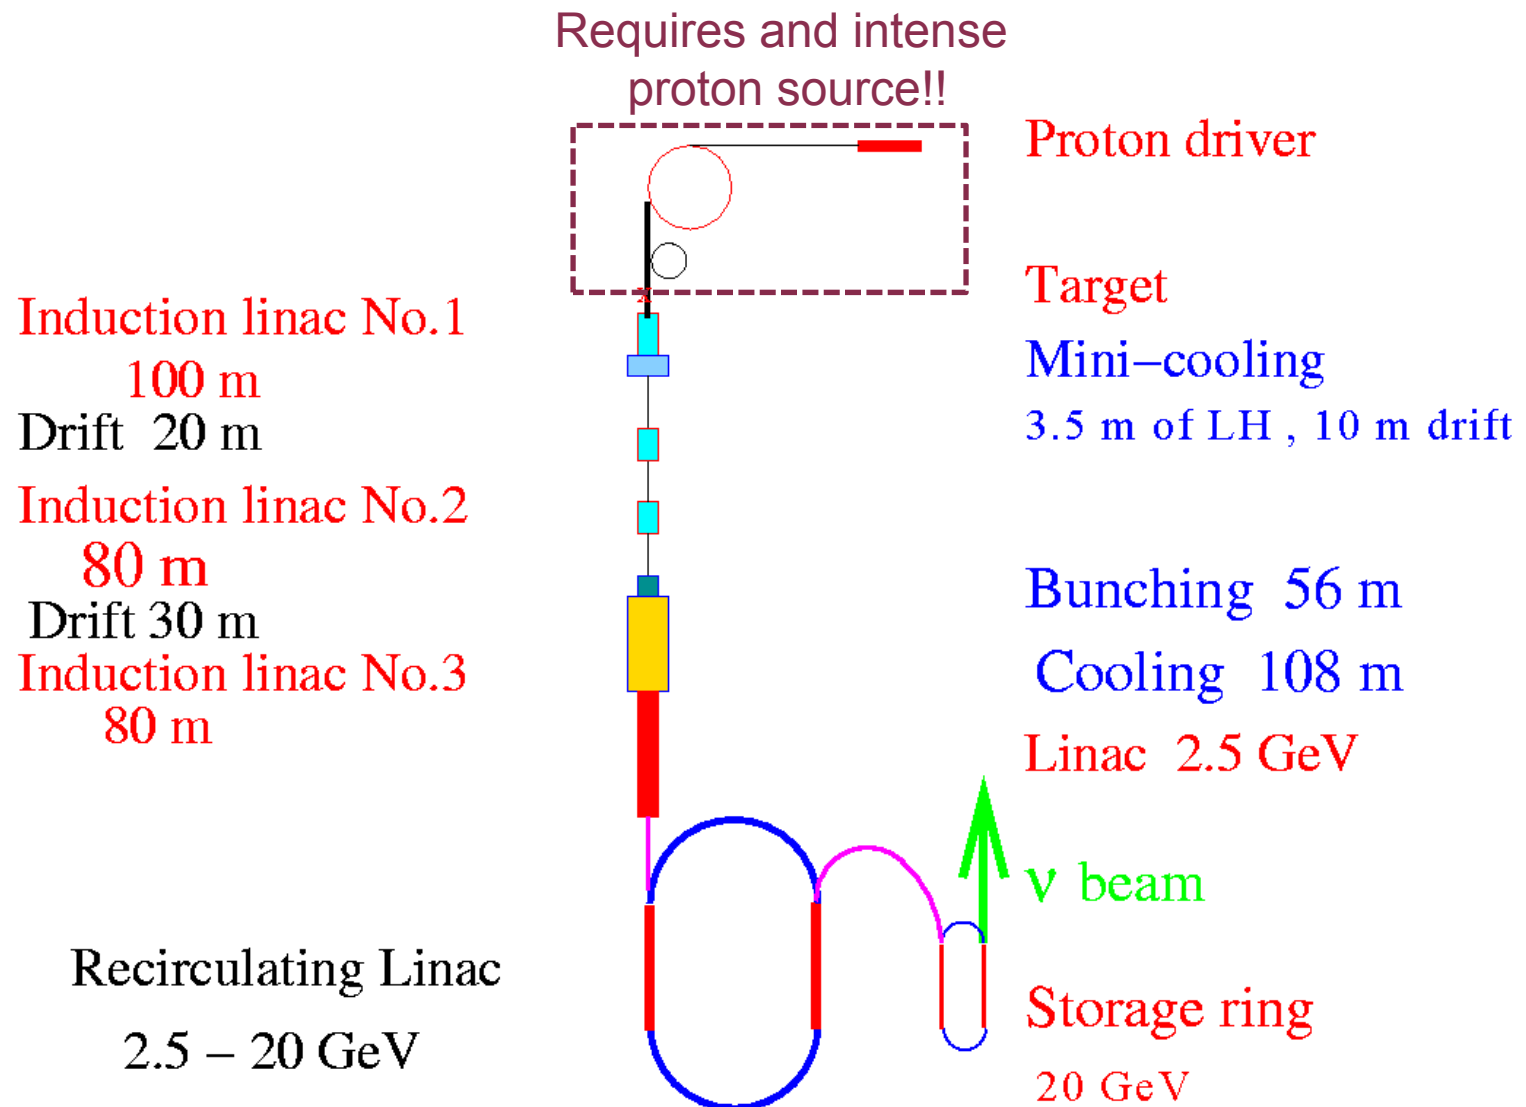 Requires and intense
proton source!!
Proton driver
Target
Induction linac No.1
100 m
Drift 20 m
Mini-cooling
3.5 m of LH , 10 m drift
Induction linac No.2
80 m
Drift 30 m
Induction linac No.3
80 m
Bunching 56 m
Cooling 108 m
Linac 2.5 GeV
ν beam
Recirculating Linac
2.5 – 20 GeV
Storage ring
20 GeV